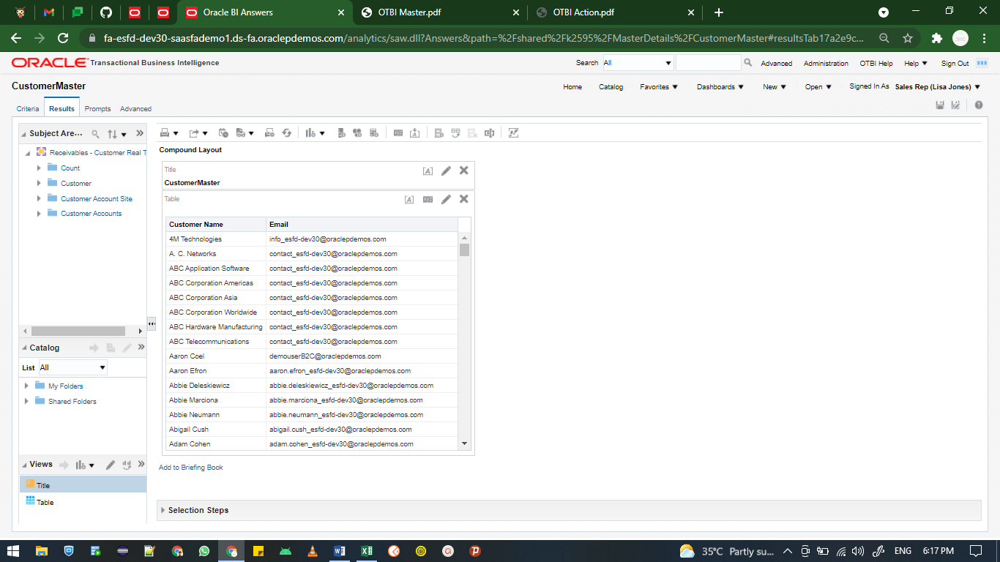 Oracle BI Answers
OTBI Master.pdf
OTBI Action.pdf
fa-esfd-dev30-saasfademo1.ds-fa.oraclepdemos.com/analytics/saw.dll?Answers&path=%2Fshared%2Fk2595%2FMasterDetails%2FCustomerMaster#resultsTab17a2e9c...
ORACLE Transactional Business Intelligence
Search All Advanced Administration OTBI Help Help Sign Out
CustomerMaster
Home Catalog Favorites Dashboards New Open Signed In As Sales Rep (Lisa Jones)
Criteria Results Prompts Advanced
Subject Are...
Receivables - Customer Real T
Count
Customer
Customer Account Site
Customer Accounts
Catalog
List All
My Folders
Shared Folders
Views
Title
Table
Compound Layout
Title
CustomerMaster
Table
Customer Name Email
4M Technologies info_esfd-dev30@oraclepdemos.com
A. C. Networks contact_esfd-dev30@oraclepdemos.com
ABC Application Software contact_esfd-dev30@oraclepdemos.com
ABC Corporation Americas contact_esfd-dev30@oraclepdemos.com
ABC Corporation Asia contact_esfd-dev30@oraclepdemos.com
ABC Corporation Worldwide contact_esfd-dev30@oraclepdemos.com
ABC Hardware Manufacturing contact_esfd-dev30@oraclepdemos.com
ABC Telecommunications contact_esfd-dev30@oraclepdemos.com
Aaron Coel demouserB2C@oraclepdemos.com
Aaron Efron aaron.efron_esfd-dev30@oraclepdemos.com
Abbie Deleskiewicz abbie.deleskiewicz_esfd-dev30@oraclepdemos.com
Abbie Marciona abbie.marciona_esfd-dev30@oraclepdemos.com
Abbie Neumann abbie.neumann_esfd-dev30@oraclepdemos.com
Abigail Cush abigail.cush_esfd-dev30@oraclepdemos.com
Adam Cohen adam.cohen_esfd-dev30@oraclepdemos.com
Add to Briefing Book
Selection Steps
35°C Partly su... ENG 6:17 PM